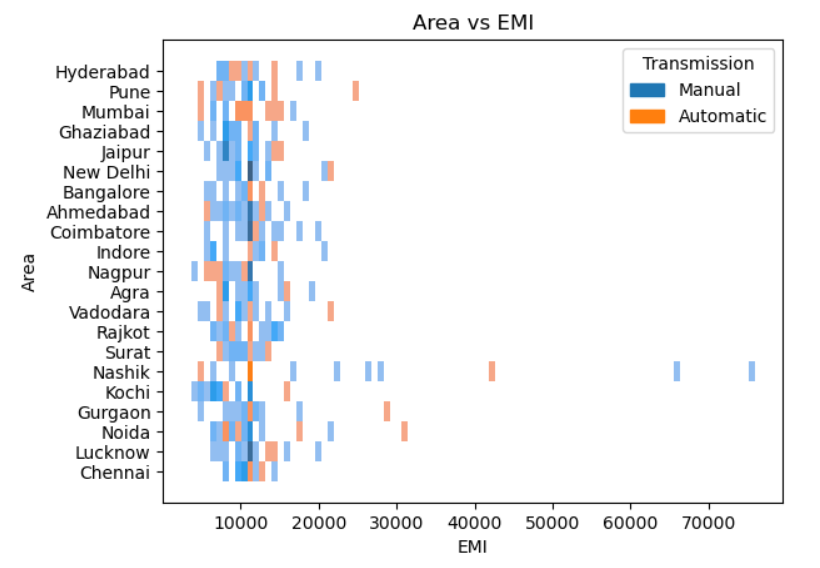 Area vs EMI
Transmission
Manual
Automatic
Hyderabad
Pune
Mumbai
Ghaziabad
Jaipur
New Delhi
Bangalore
Ahmedabad
Coimbatore
Indore
Nagpur
Agra
Vadodara
Rajkot
Surat
Nashik
Kochi
Gurgaon
Noida
Lucknow
Chennai
Area
10000 20000 30000 40000 50000 60000 70000
EMI